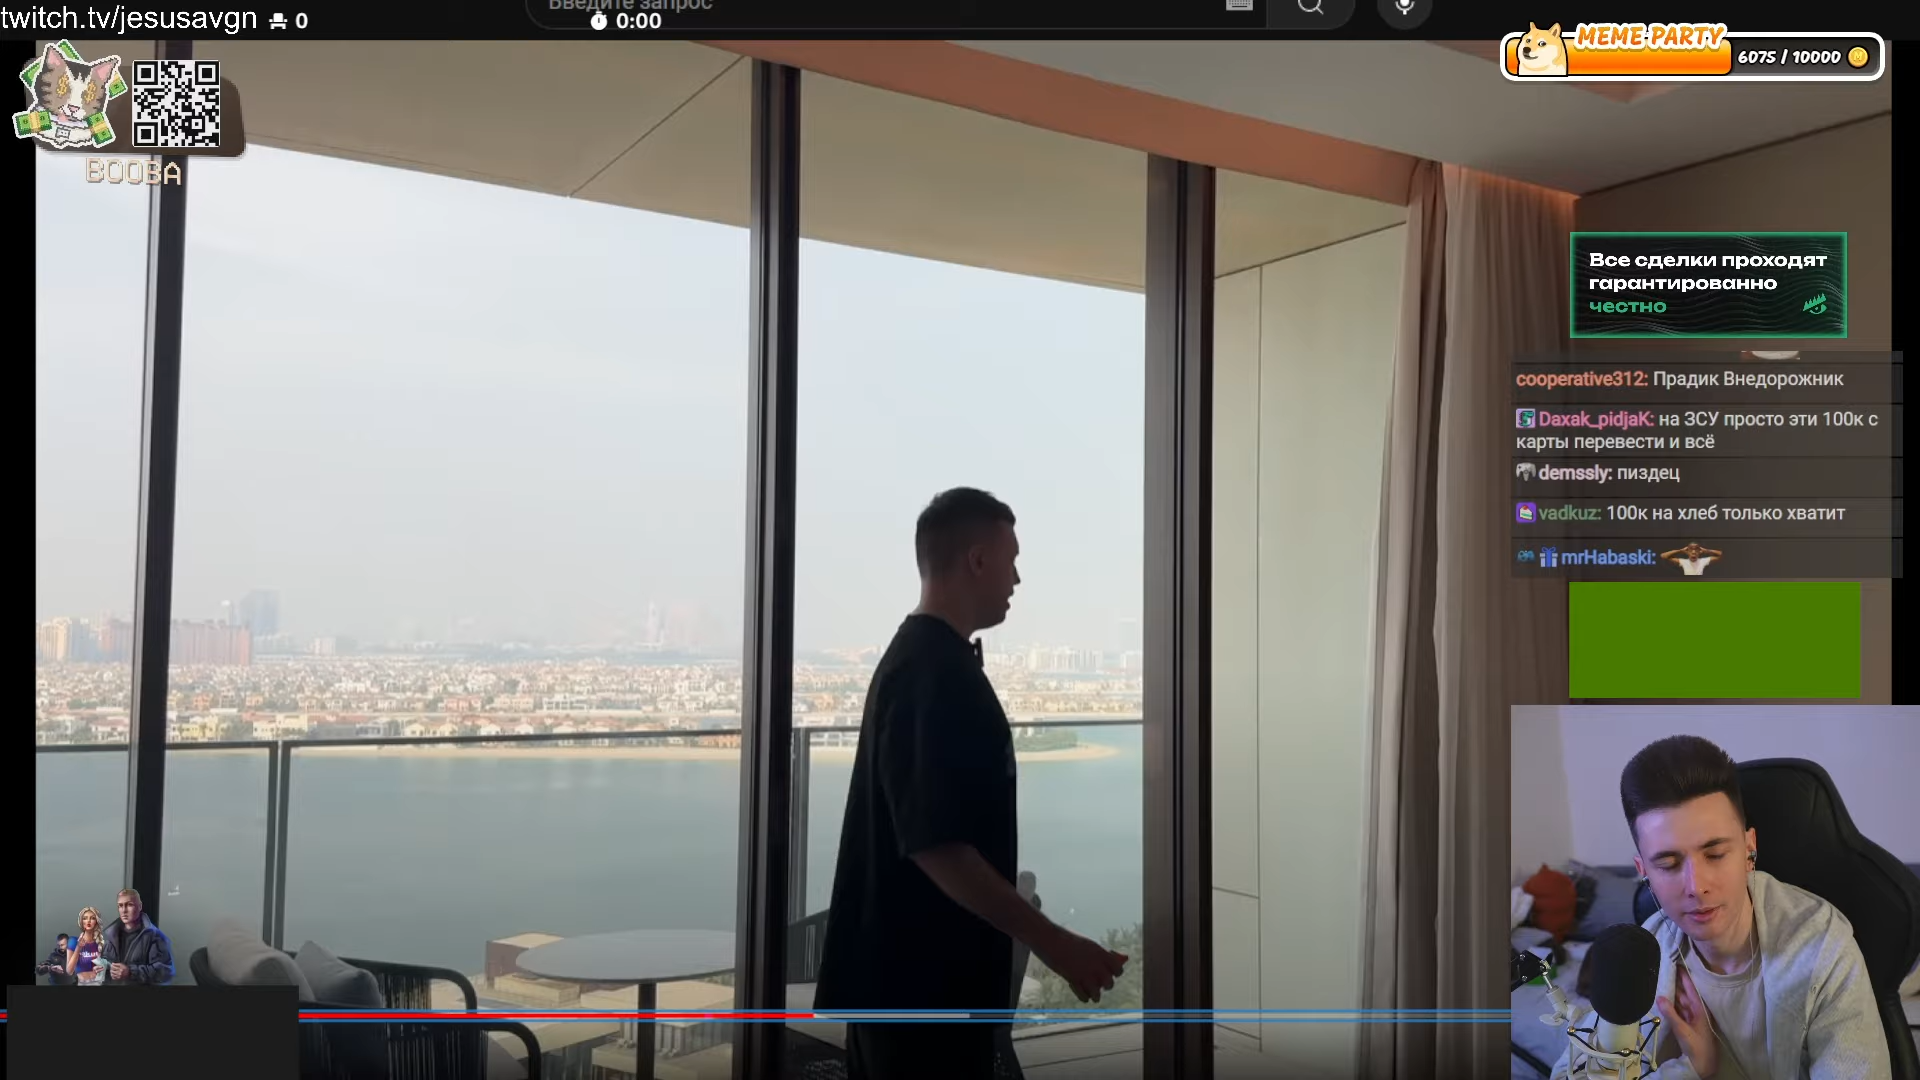 twitch.tv/jesusavgn 0
Введите запрос
0:00
MEME PARTY
6075 / 10000
BOOBA
Все сделки проходят
гарантированно
честно
cooperative312: Прадик Внедорожник
Daxak_pidjaK: на ЗСУ просто эти 100к с
карты перевести и всё
demssly: пиздец
vadkuz: 100к на хлеб только хватит
mrHabaski: